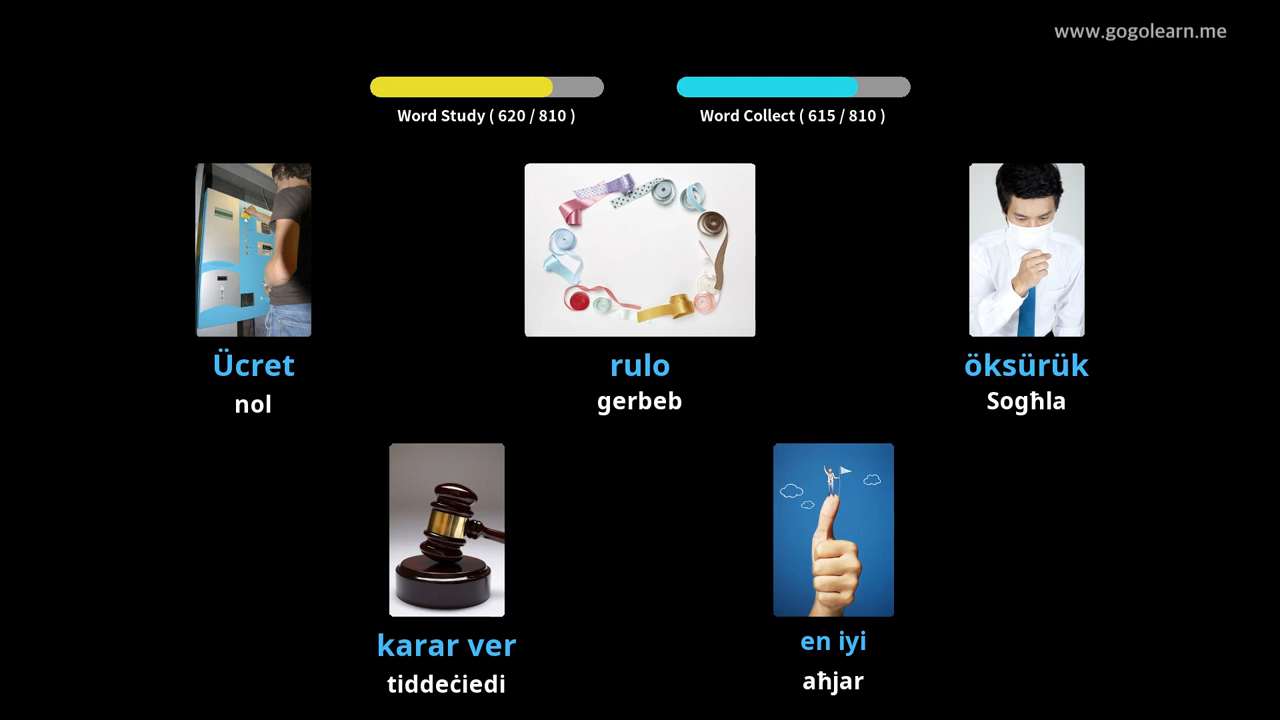 www.gogolearn.me
Word Study ( 620 / 810 )
Word Collect ( 615 / 810 )
Ücret
nol
rulo
gerbeb
öksürük
Sogħla
karar ver
tiddeċiedi
en iyi
aħjar